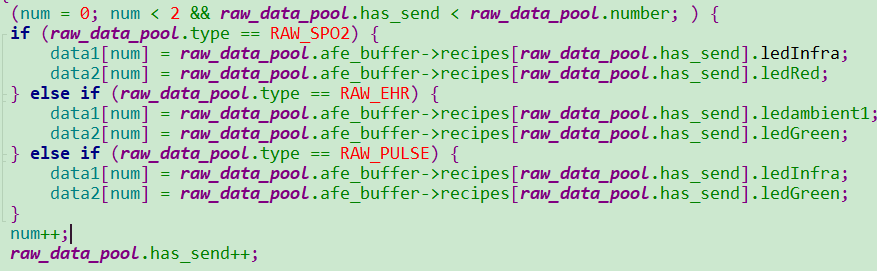 (num = 0; num < 2 && raw_data_pool.has_send < raw_data_pool.number; ) {
if (raw_data_pool.type == RAW_SPO2) {
data1[num] = raw_data_pool.afe_buffer->recipes[raw_data_pool.has_send].ledInfra;
data2[num] = raw_data_pool.afe_buffer->recipes[raw_data_pool.has_send].ledRed;
} else if (raw_data_pool.type == RAW_EHR) {
data1[num] = raw_data_pool.afe_buffer->recipes[raw_data_pool.has_send].ledambient1;
data2[num] = raw_data_pool.afe_buffer->recipes[raw_data_pool.has_send].ledGreen;
} else if (raw_data_pool.type == RAW_PULSE) {
data1[num] = raw_data_pool.afe_buffer->recipes[raw_data_pool.has_send].ledInfra;
data2[num] = raw_data_pool.afe_buffer->recipes[raw_data_pool.has_send].ledGreen;
}
num++;
raw_data_pool.has_send++;